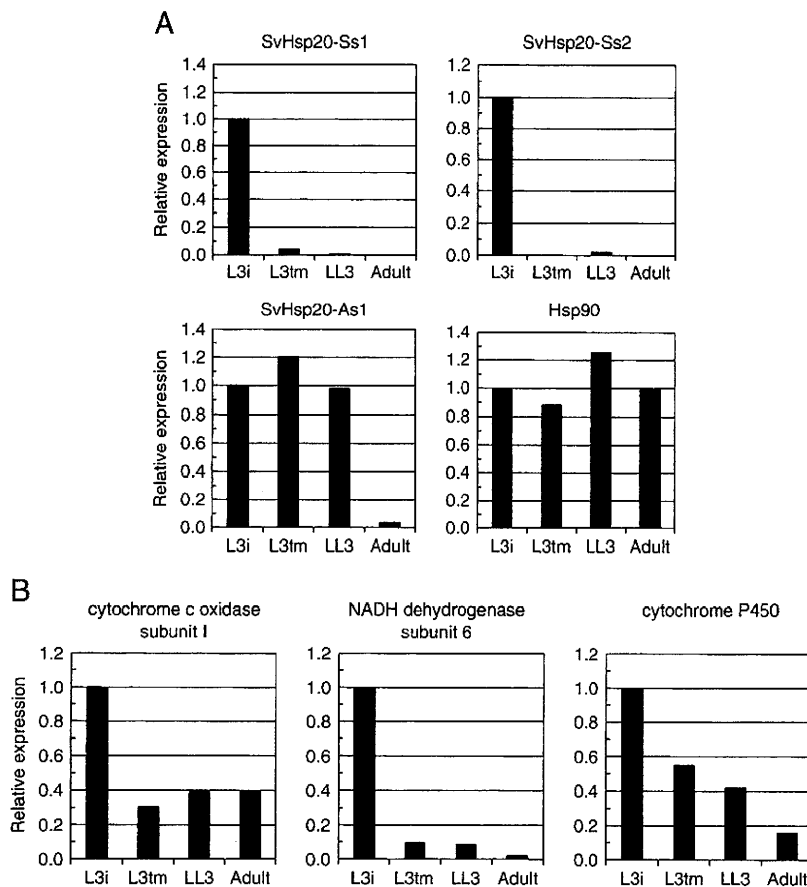 A
SvHsp20-Ss1
Relative expression
1.4
1.2
1.0
0.8
0.6
0.4
0.2
0.0
L3i L3tm LL3 Adult
SvHsp20-Ss2
1.2
1.0
0.8
0.6
0.4
0.2
0.0
L3i L3tm LL3 Adult
SvHsp20-As1
Relative expression
1.4
1.2
1.0
0.8
0.6
0.4
0.2
0.0
L3i L3tm LL3 Adult
Hsp90
1.4
1.2
1.0
0.8
0.6
0.4
0.2
0.0
L3i L3tm LL3 Adult
B
cytochrome c oxidase
subunit I
Relative expression
1.2
1.0
0.8
0.6
0.4
0.2
0.0
L3i L3tm LL3 Adult
NADH dehydrogenase
subunit 6
1.2
1.0
0.8
0.6
0.4
0.2
0.0
L3i L3tm LL3 Adult
cytochrome P450
1.2
1.0
0.8
0.6
0.4
0.2
0.0
L3i L3tm LL3 Adult